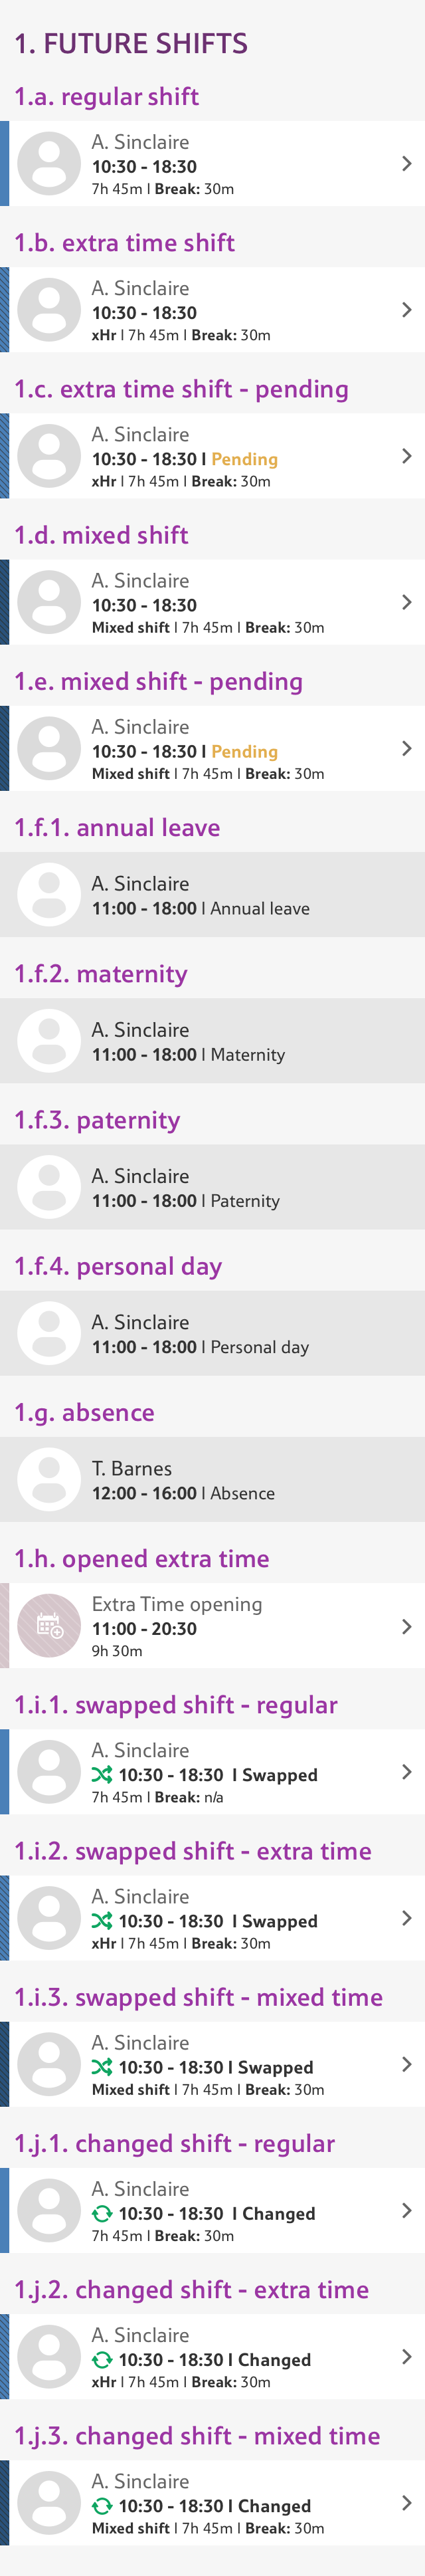 1. FUTURE SHIFTS
1.a. regular shift
A. Sinclaire
10:30 - 18:30
7h 45m | Break: 30m
1.b. extra time shift
A. Sinclaire
10:30 - 18:30
xHr | 7h 45m | Break: 30m
1.c. extra time shift - pending
A. Sinclaire
10:30 - 18:30 | Pending
xHr | 7h 45m | Break: 30m
1.d. mixed shift
A. Sinclaire
10:30 - 18:30
Mixed shift | 7h 45m | Break: 30m
1.e. mixed shift - pending
A. Sinclaire
10:30 - 18:30 | Pending
Mixed shift | 7h 45m | Break: 30m
1.f.1. annual leave
A. Sinclaire
11:00 - 18:00 | Annual leave
1.f.2. maternity
A. Sinclaire
11:00 - 18:00 | Maternity
1.f.3. paternity
A. Sinclaire
11:00 - 18:00 | Paternity
1.f.4. personal day
A. Sinclaire
11:00 - 18:00 | Personal day
1.g. absence
T. Barnes
12:00 - 16:00 | Absence
1.h. opened extra time
Extra Time opening
11:00 - 20:30
9h 30m
1.i.1. swapped shift - regular
A. Sinclaire
10:30 - 18:30 | Swapped
7h 45m | Break: n/a
1.i.2. swapped shift - extra time
A. Sinclaire
10:30 - 18:30 | Swapped
xHr | 7h 45m | Break: 30m
1.i.3. swapped shift - mixed time
A. Sinclaire
10:30 - 18:30 | Swapped
Mixed shift | 7h 45m | Break: 30m
1.j.1. changed shift - regular
A. Sinclaire
10:30 - 18:30 | Changed
7h 45m | Break: 30m
1.j.2. changed shift - extra time
A. Sinclaire
10:30 - 18:30 | Changed
xHr | 7h 45m | Break: 30m
1.j.3. changed shift - mixed time
A. Sinclaire
10:30 - 18:30 | Changed
Mixed shift | 7h 45m | Break: 30m